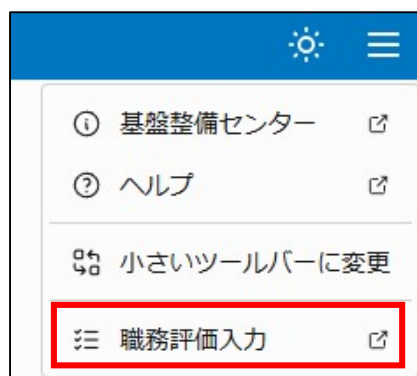 基盤整備センター
ヘルプ
小さいツールバーに変更
職務評価入力